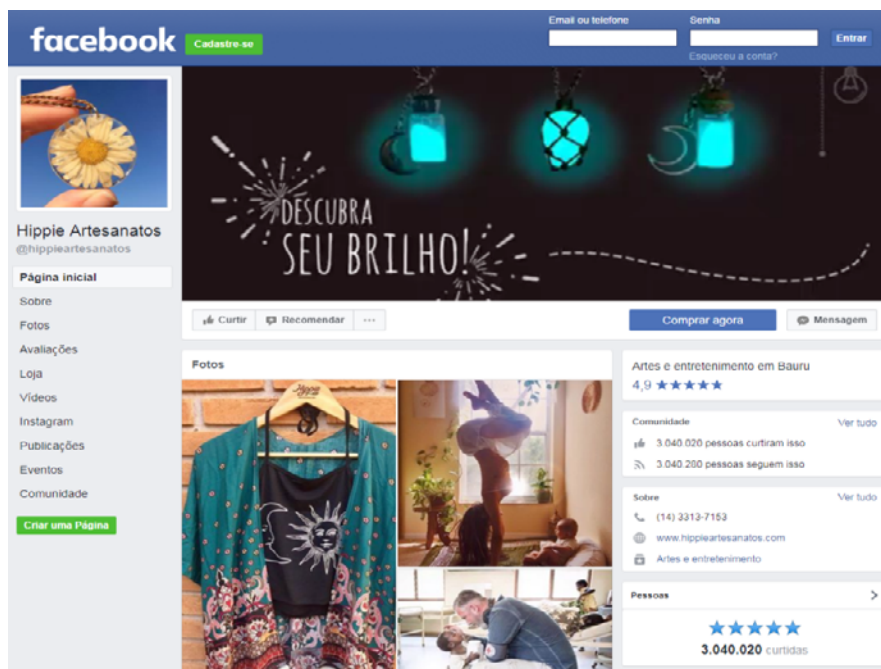 Email ou telefone
Senha
facebook
Cadastre-se
Entrar
Esqueceu a conta?
Hippie Artesanatos
@hippieartesanatos
Página inicial
Sobre
Fotos
Avaliações
Loja
Vídeos
Instagram
Publicações
Eventos
Comunidade
Criar uma Página
DESCUBRA
SEU BRILHO!
Curtir
Recomendar
...
Comprar agora
Mensagem
Fotos
Hippie
Artes e entretenimento em Bauru
4,9 ★★★★★
Comunidade
Ver tudo
3.040.020 pessoas curtiram isso
3.040.200 pessoas seguem isso
Sobre
Ver tudo
(14) 3313-7153
www.hippieartesanatos.com
Artes e entretenimento
Pessoas
3.040.020 curtidas